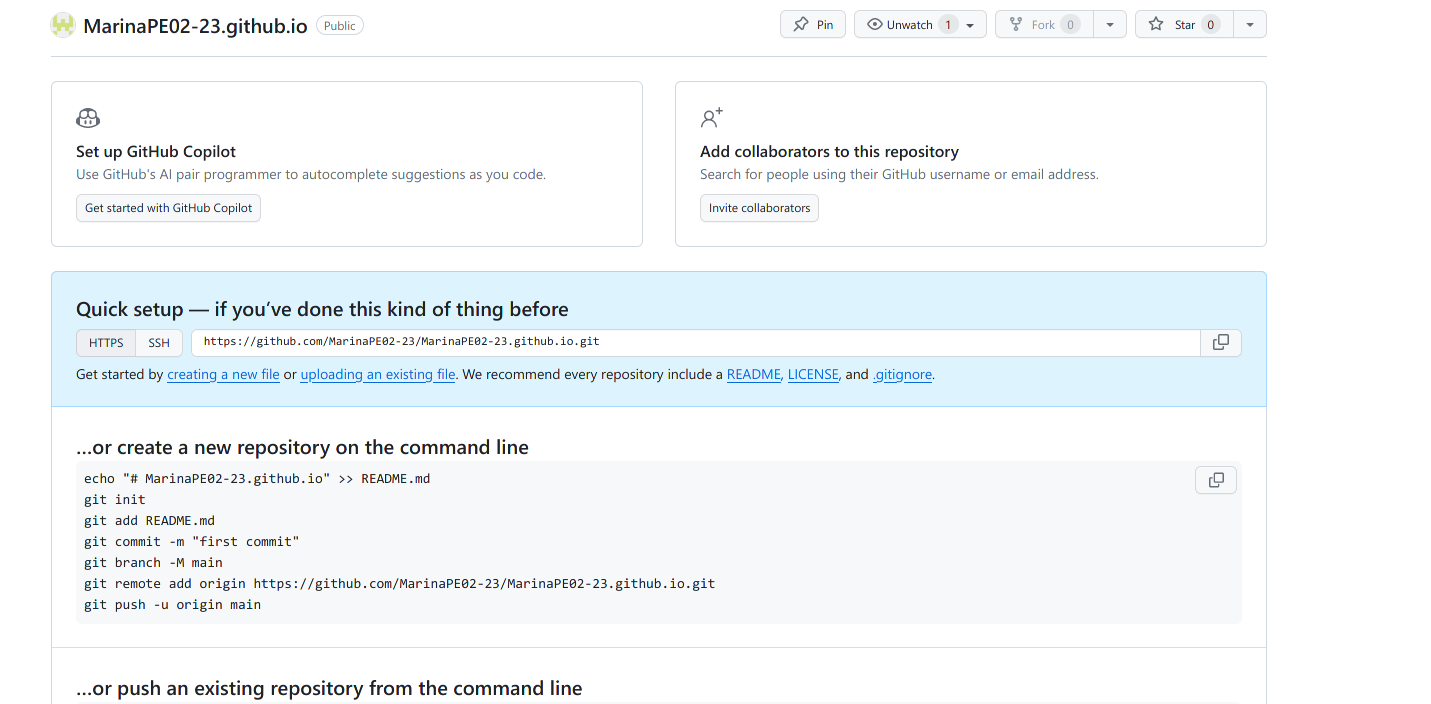 MarinaPE02-23.github.io Public Pin Unwatch 1 Fork 0 Star 0
Set up GitHub Copilot
Use GitHub's AI pair programmer to autocomplete suggestions as you code.
Get started with GitHub Copilot
Add collaborators to this repository
Search for people using their GitHub username or email address.
Invite collaborators
Quick setup — if you've done this kind of thing before
HTTPS SSH https://github.com/MarinaPE02-23/MarinaPE02-23.github.io.git
Get started by creating a new file or uploading an existing file. We recommend every repository include a README, LICENSE, and .gitignore.
...or create a new repository on the command line
echo "# MarinaPE02-23.github.io" >> README.md
git init
git add README.md
git commit -m "first commit"
git branch -M main
git remote add origin https://github.com/MarinaPE02-23/MarinaPE02-23.github.io.git
git push -u origin main
...or push an existing repository from the command line